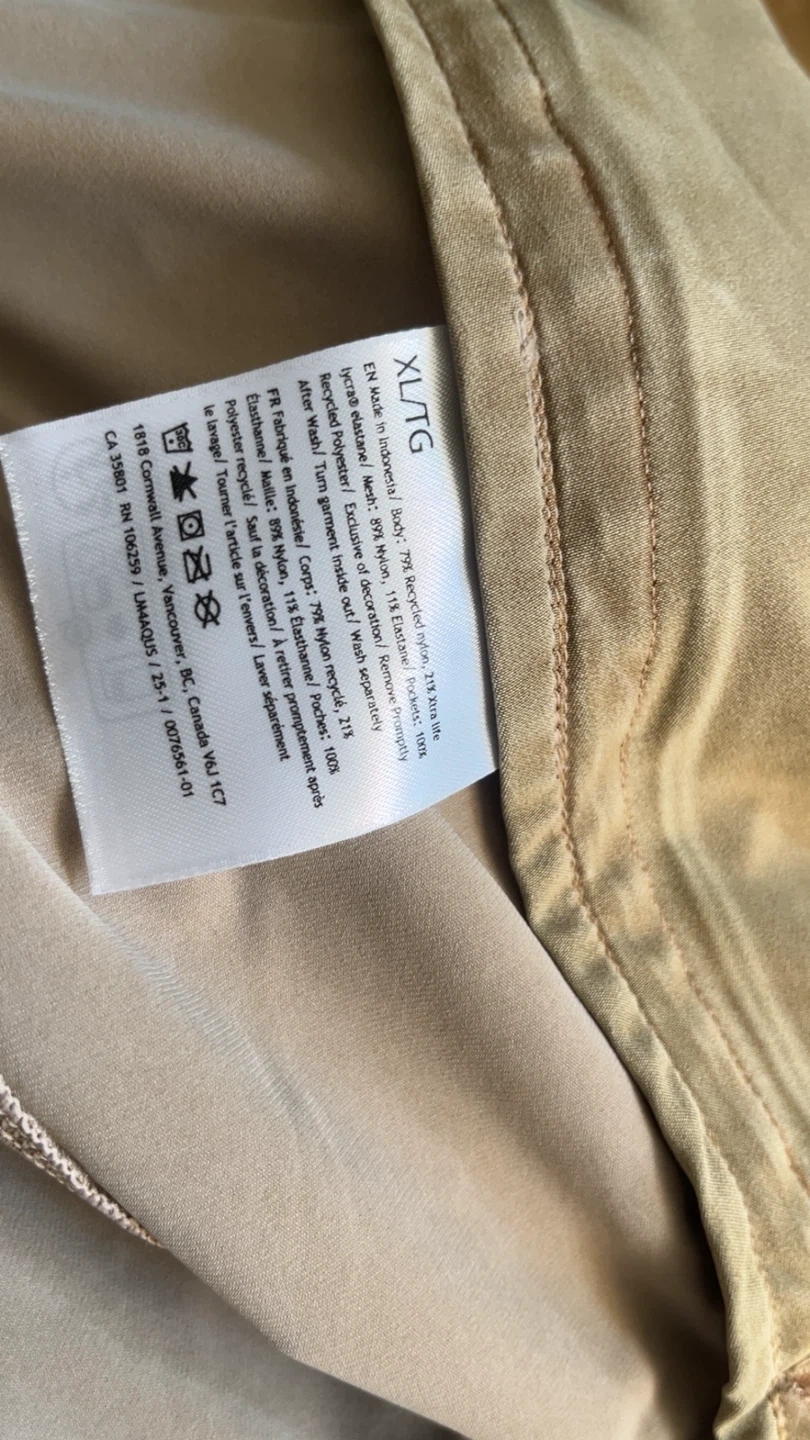 XL/TG
EN Made in Indonesia/ Body: 79% Recycled nylon, 21% Xtra life
lycra® elastane/ Mesh: 89% Nylon, 11% Elastane/ Pockets: 100%
Recycled Polyester/ Exclusive of decoration/ Remove Promptly
After Wash/ Turn garment inside out/ Wash separately
FR Fabriqué en Indonésie/ Corps: 79% Nylon recyclé, 21%
Élasthanne/ Maille: 89% Nylon, 11% Élasthanne/ Poches: 100%
Polyester recyclé/ Sauf la décoration/ À retirer promptement après
le lavage/ Tourner l'article sur l'envers/ Laver séparément
30C
1818 Cornwall Avenue, Vancouver, BC, Canada V6J 1C7
CA 35801 RN 106259 / LM4AQUS / 25-1 / 0076561-01